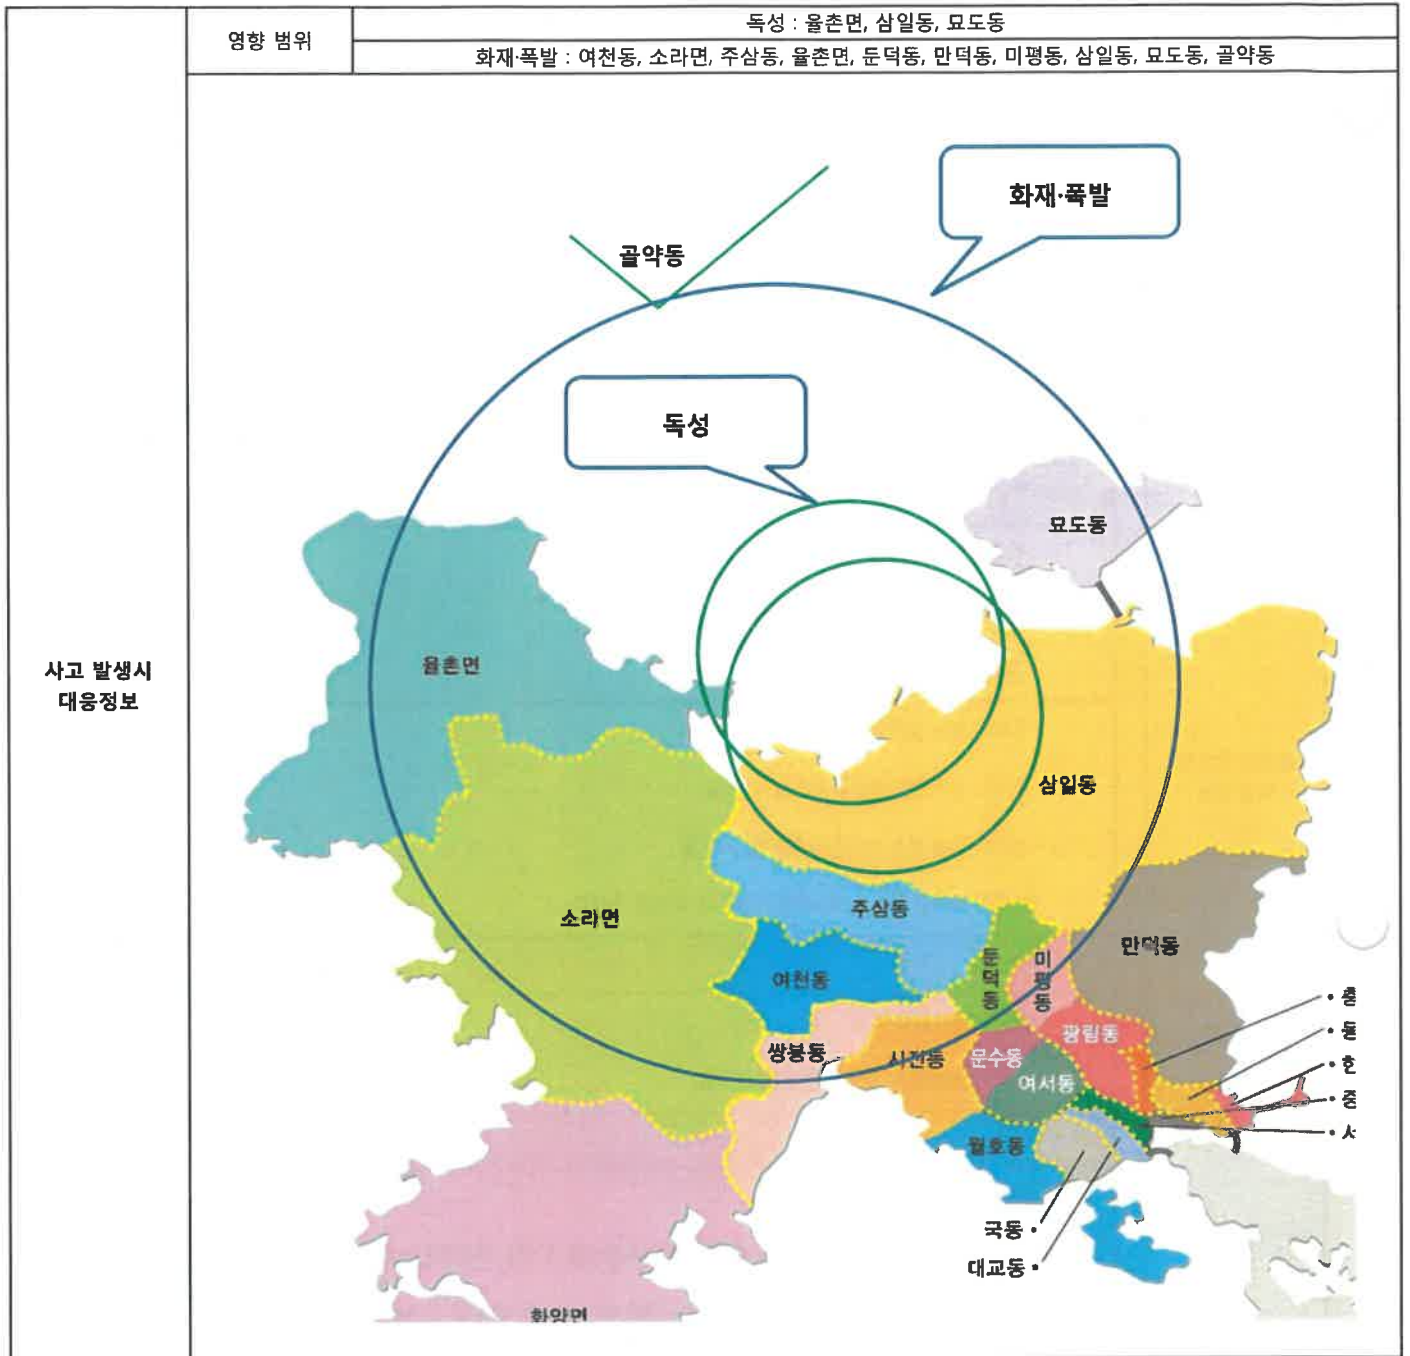 영향 범위
독성 : 율촌면, 삼일동, 묘도동
화재·폭발 : 여천동, 소라면, 주삼동, 율촌면, 둔덕동, 만덕동, 미평동, 삼일동, 묘도동, 골약동
사고 발생시
대응정보
화재·폭발
골약동
독성
묘도동
율촌면
삼일동
소라면
주삼동
만덕동
둔덕동
미평동
여천동
광림동
쌍봉동
시전동
문수동
여서동
월호동
국동
대교동
화양면